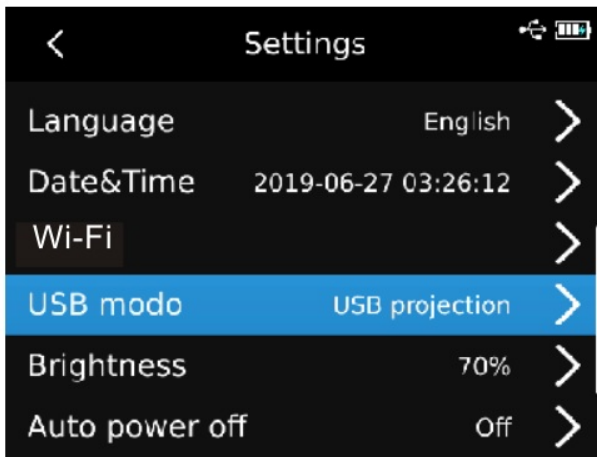 Settings
Language English
Date&Time 2019-06-27 03:26:12
Wi-Fi
USB modo USB projection
Brightness 70%
Auto power off Off